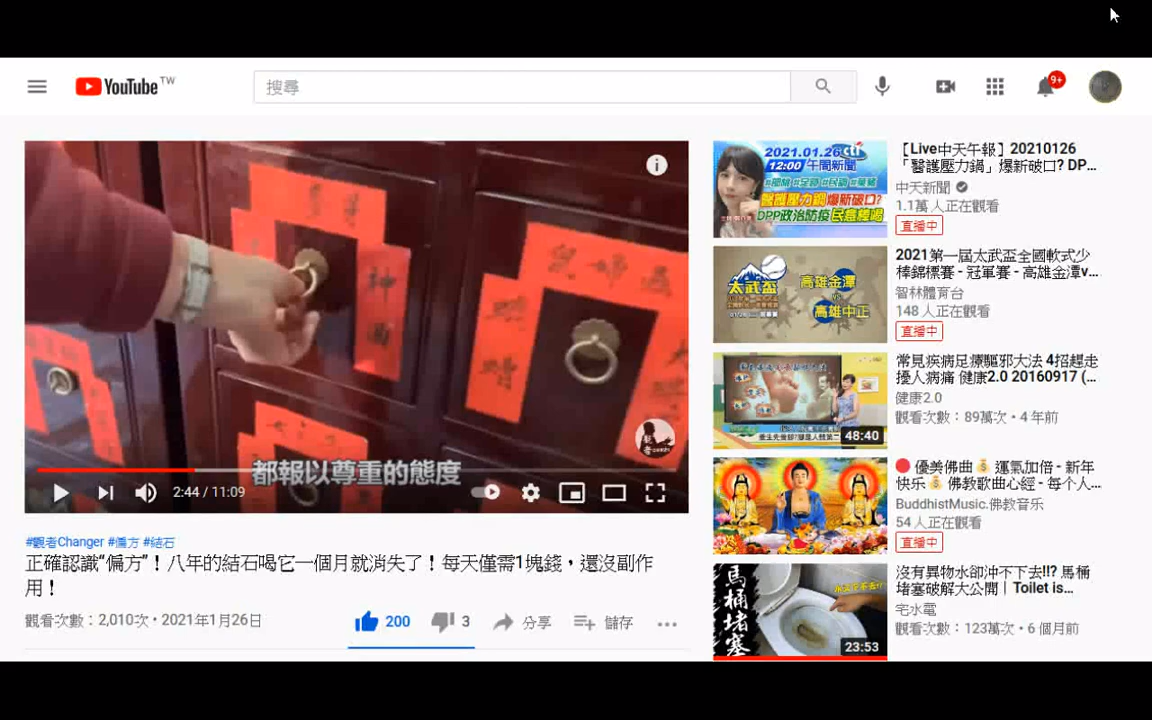 YouTube TW
搜尋
9+
都報以尊重的態度
2:44 / 11:09
#觀者Changer #偏方 #結石
正確認識“偏方”！八年的結石喝它一個月就消失了！每天僅需1塊錢，還沒副作
用！
觀看次數：2,010次 • 2021年1月26日
200
3
分享
儲存
2021.01.26
12:00 午間新聞
醫護壓力鍋爆新破口?
DPP政治防疫民怨
【Live中天午報】20210126
「醫護壓力鍋」爆新破口? DP...
中天新聞
1.1萬 人正在觀看
直播中
太武盃
高雄金潭
高雄中正
2021第一屆太武盃全國軟式少
棒錦標賽 - 冠軍賽 - 高雄金潭v...
智林體育台
148 人正在觀看
直播中
48:40
常見疾病足療驅邪大法 4招趕走
擾人病痛 健康2.0 20160917 (...
健康2.0
觀看次數：89萬次 • 4 年前
優美佛曲 運氣加倍 - 新年
快乐 佛教歌曲心經 - 每个人...
BuddhistMusic.佛教音乐
54 人正在觀看
直播中
馬桶堵塞
23:53
沒有異物水卻沖不下去!!? 馬桶
堵塞破解大公開｜Toilet is...
宅水電
觀看次數：123萬次 • 6 個月前